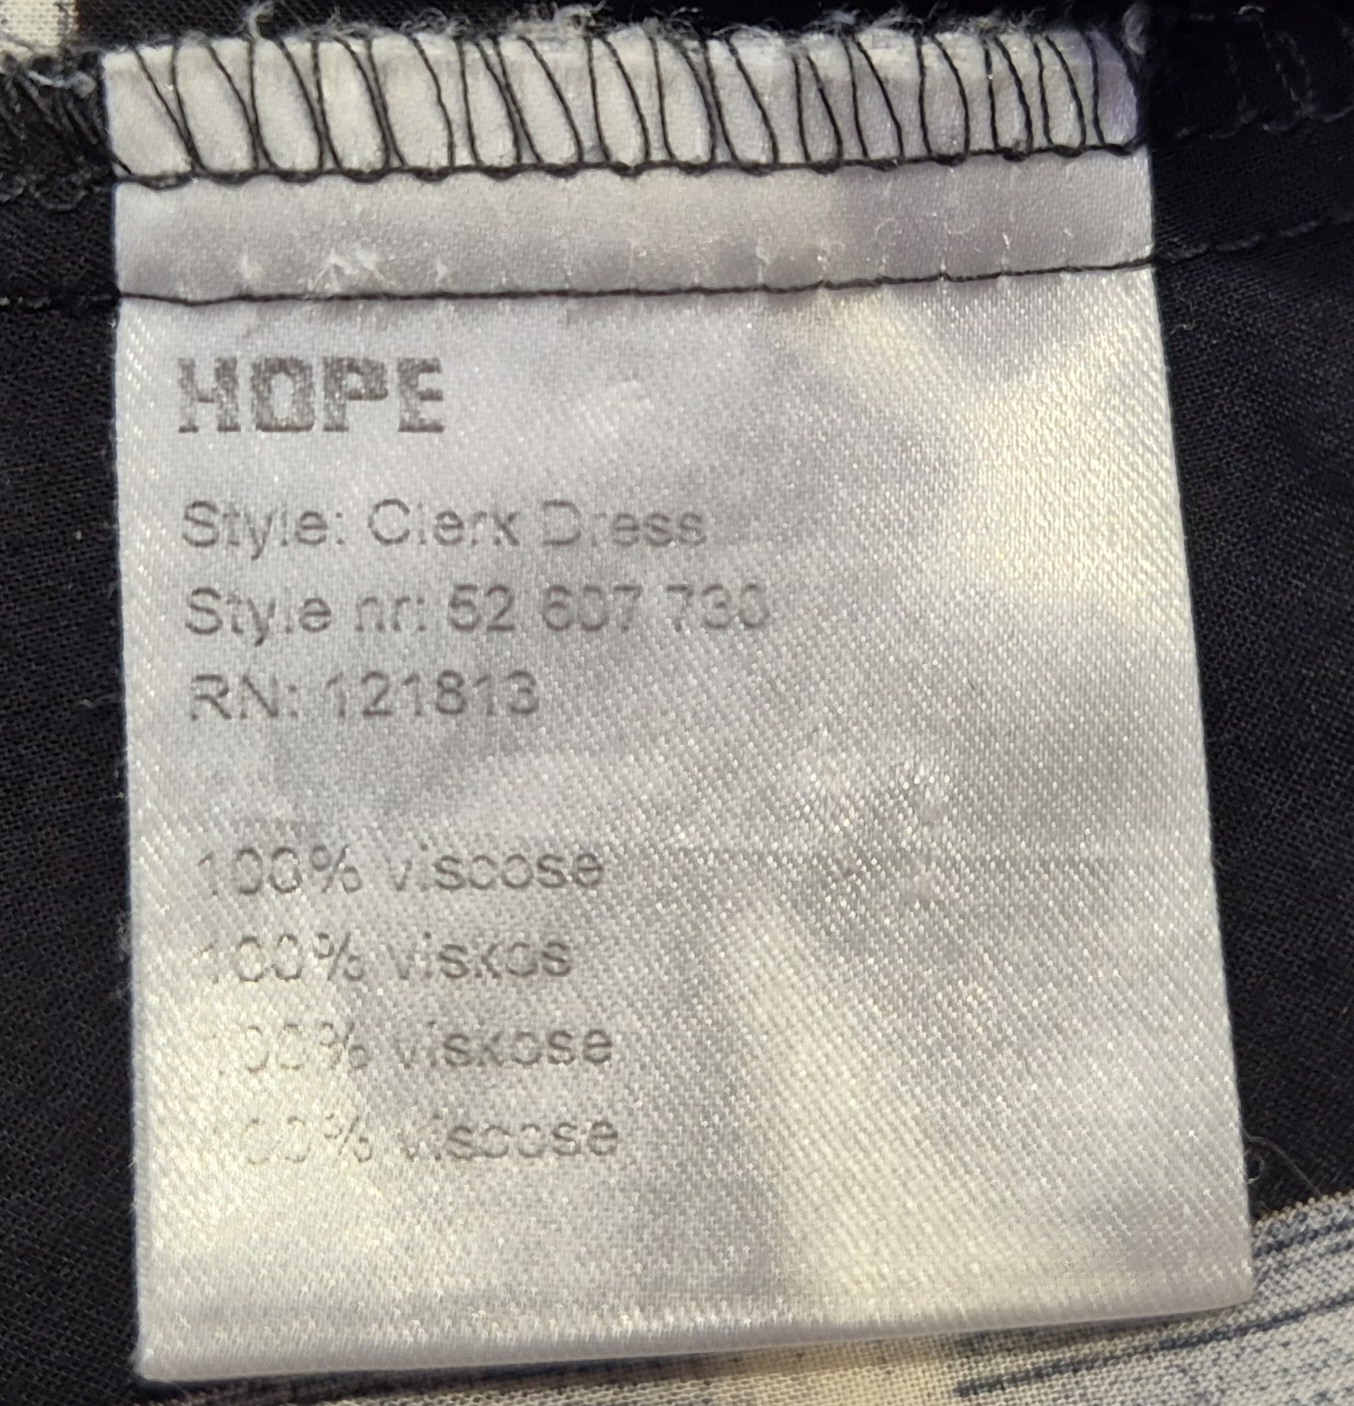 HOPE
Style: Clerk Dress
Style nr: 52 607 730
RN: 121813
100% viscose
100% viskos
100% viskose
100% viscose